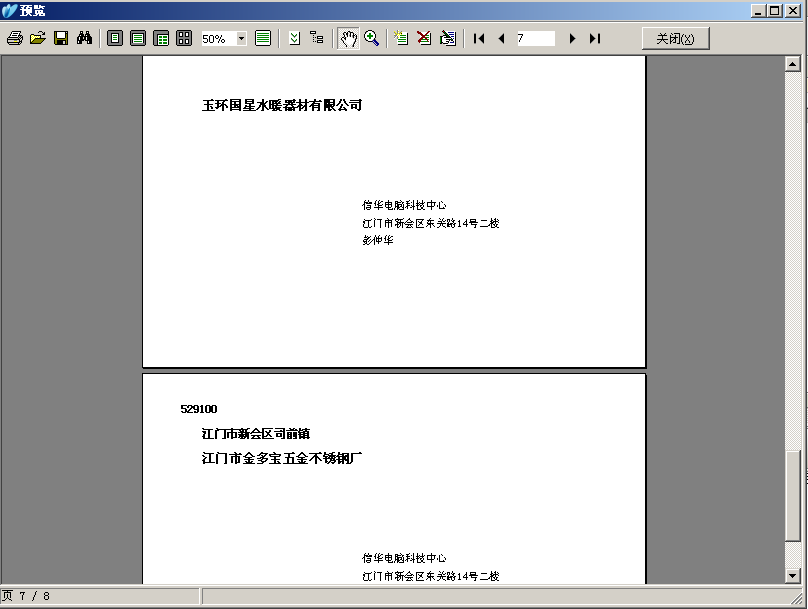 预览
50%
7
关闭(X)
玉环国星水暖器材有限公司
信华电脑科技中心
江门市新会区东关路14号二楼
彭仲华
529100
江门市新会区司前镇
江门市金多宝五金不锈钢厂
信华电脑科技中心
江门市新会区东关路14号二楼
页 7 / 8